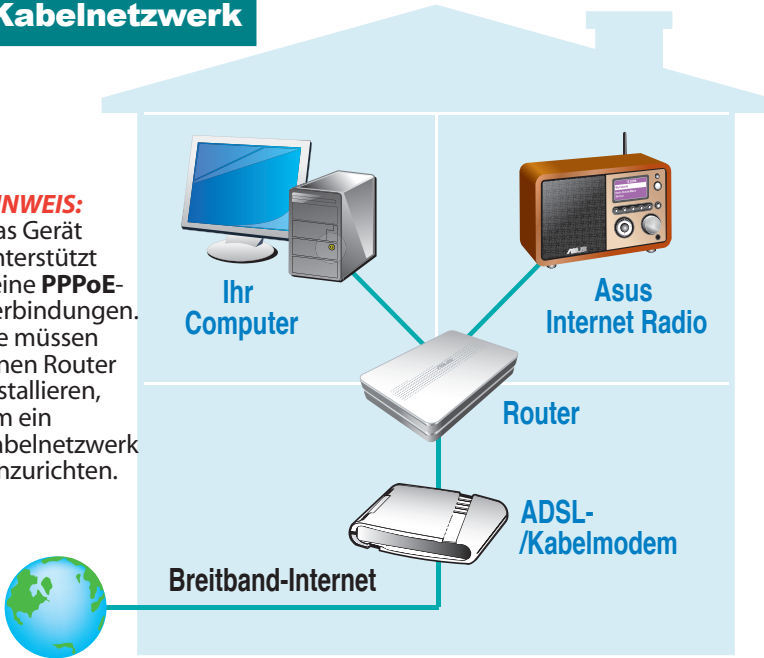 Kabelnetzwerk
INWEIS:
as Gerät
nterstützt
eine PPPoE-
erbindungen.
e müssen
nen Router
stallieren,
m ein
abelnetzwerk
nzurichten.
Ihr
Computer
Asus
Internet Radio
Router
ADSL-
/Kabelmodem
Breitband-Internet